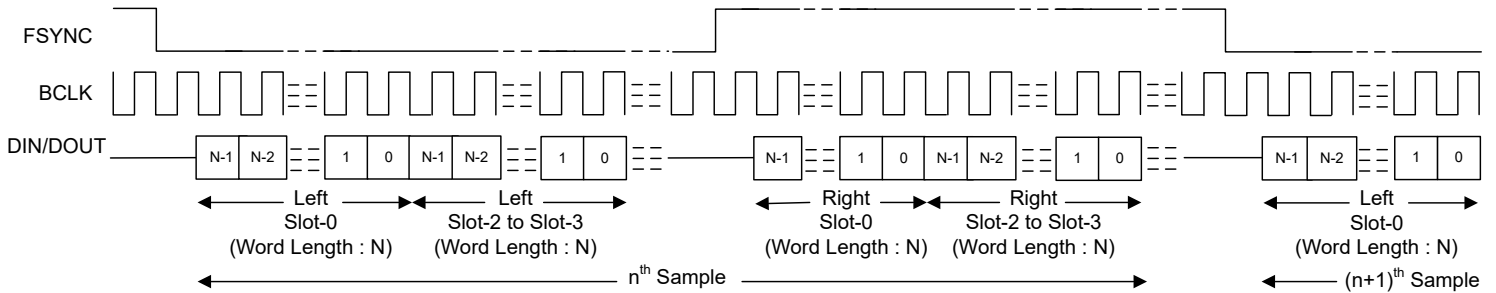 FSYNC
BCLK
DIN/DOUT
N-1 N-2 1 0 N-1 N-2 1 0 N-1 1 0 N-1 N-2 1 0 N-1 N-2 1 0
Left Left Right Right Left
Slot-0 Slot-2 to Slot-3 Slot-0 Slot-2 to Slot-3 Slot-0
(Word Length : N) (Word Length : N) (Word Length : N) (Word Length : N) (Word Length : N)
nth Sample (n+1)th Sample